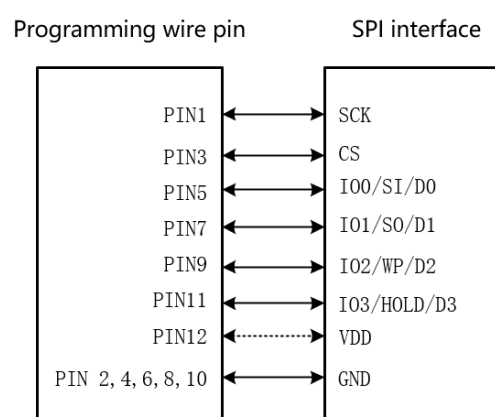 Programming wire pin SPI interface
PIN1 SCK
PIN3 CS
PIN5 IO0/SI/D0
PIN7 IO1/SO/D1
PIN9 IO2/WP/D2
PIN11 IO3/HOLD/D3
PIN12 VDD
PIN 2,4,6,8,10 GND